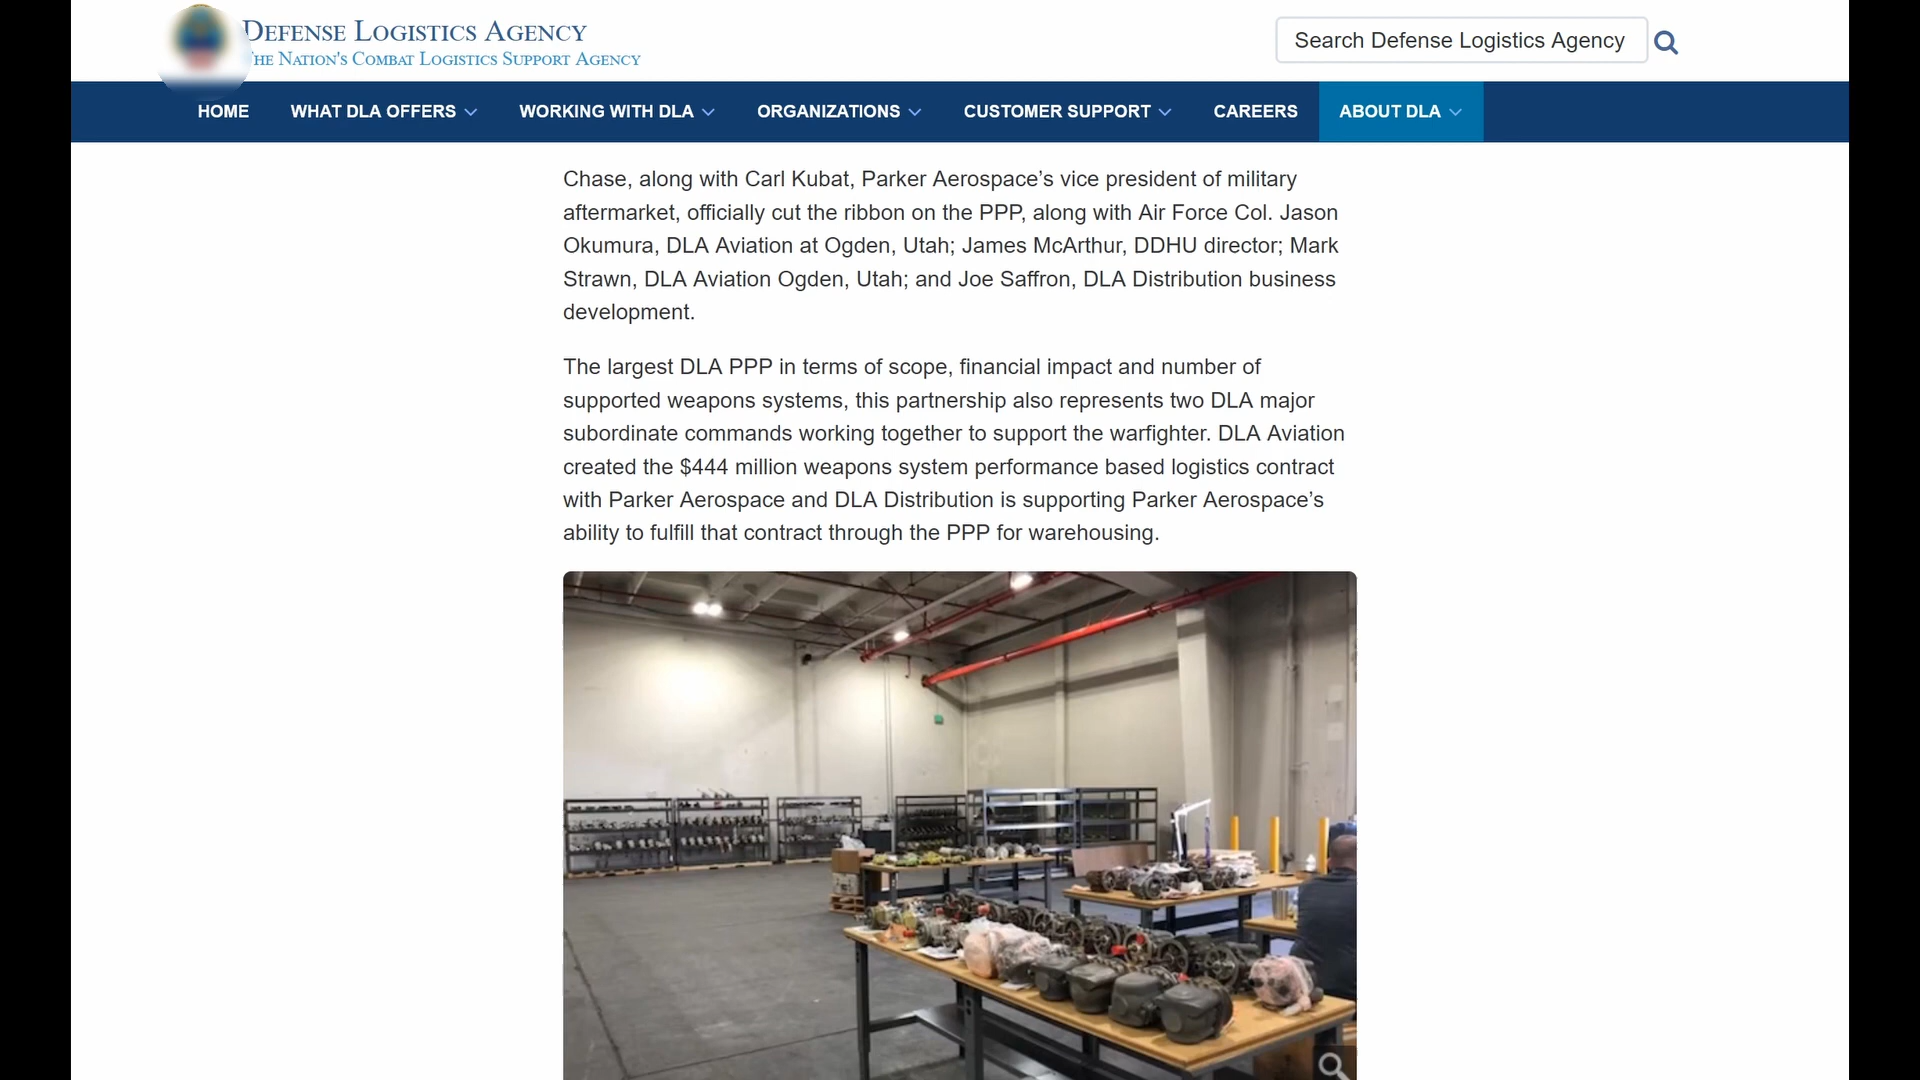 DEFENSE LOGISTICS AGENCY
THE NATION'S COMBAT LOGISTICS SUPPORT AGENCY
Search Defense Logistics Agency
HOME
WHAT DLA OFFERS
WORKING WITH DLA
ORGANIZATIONS
CUSTOMER SUPPORT
CAREERS
ABOUT DLA
Chase, along with Carl Kubat, Parker Aerospace’s vice president of military
aftermarket, officially cut the ribbon on the PPP, along with Air Force Col. Jason
Okumura, DLA Aviation at Ogden, Utah; James McArthur, DDHU director; Mark
Strawn, DLA Aviation Ogden, Utah; and Joe Saffron, DLA Distribution business
development.
The largest DLA PPP in terms of scope, financial impact and number of
supported weapons systems, this partnership also represents two DLA major
subordinate commands working together to support the warfighter. DLA Aviation
created the $444 million weapons system performance based logistics contract
with Parker Aerospace and DLA Distribution is supporting Parker Aerospace’s
ability to fulfill that contract through the PPP for warehousing.